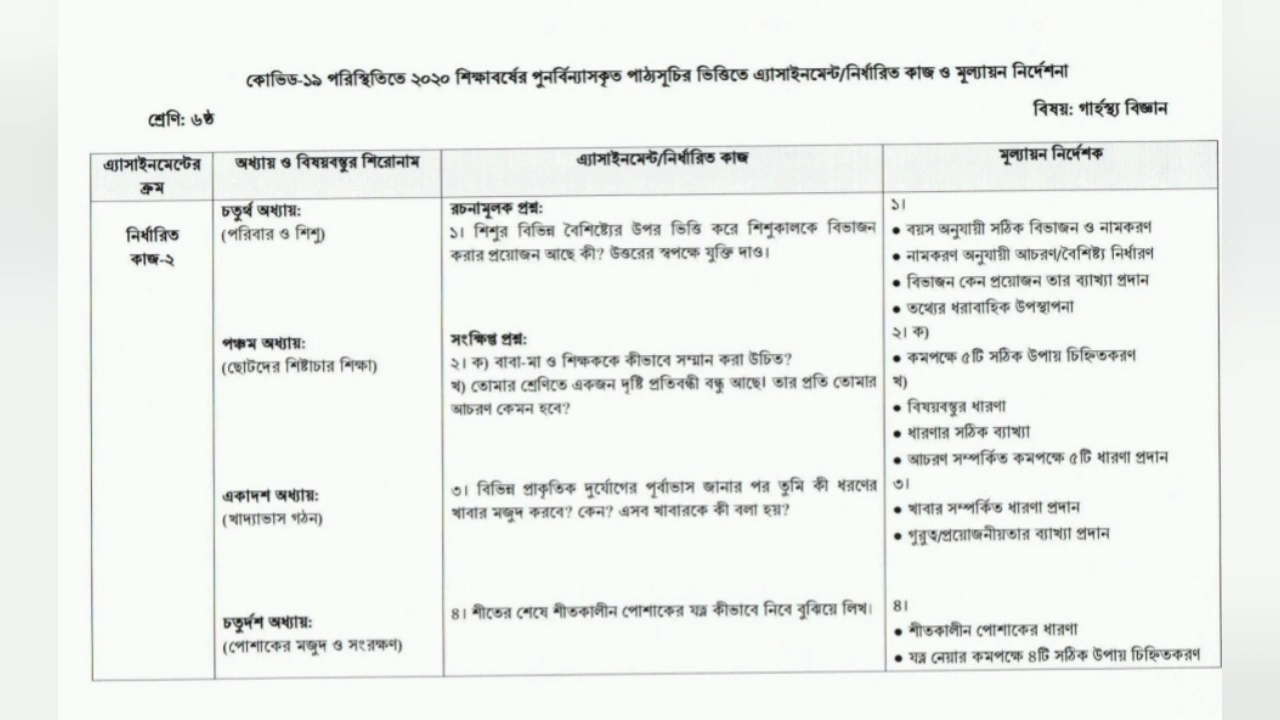 কোভিড-১৯ পরিস্থিতিতে ২০২০ শিক্ষাবর্ষের পুনর্বিন্যাসকৃত পাঠ্যসূচির ভিত্তিতে এ্যাসাইনমেন্ট/নির্ধারিত কাজ ও মূল্যায়ন নির্দেশনা
শ্রেণি: ৬ষ্ঠ
বিষয়: গার্হস্থ্য বিজ্ঞান
এ্যাসাইনমেন্টের
ক্রম
অধ্যায় ও বিষয়বস্তুর শিরোনাম
এ্যাসাইনমেন্ট/নির্ধারিত কাজ
মূল্যায়ন নির্দেশক
নির্ধারিত
কাজ-২
চতুর্থ অধ্যায়:
(পরিবার ও শিশু)
রচনামূলক প্রশ্ন:
১। শিশুর বিভিন্ন বৈশিষ্ট্যের উপর ভিত্তি করে শিশুকালকে বিভাজন
করার প্রয়োজন আছে কী? উত্তরের স্বপক্ষে যুক্তি দাও।
১।
● বয়স অনুযায়ী সঠিক বিভাজন ও নামকরণ
● নামকরণ অনুযায়ী আচরণ/বৈশিষ্ট্য নির্ধারণ
● বিভাজন কেন প্রয়োজন তার ব্যাখ্যা প্রদান
● তথ্যের ধরাবাহিক উপস্থাপনা
পঞ্চম অধ্যায়:
(ছোটদের শিষ্টাচার শিক্ষা)
সংক্ষিপ্ত প্রশ্ন:
২। ক) বাবা-মা ও শিক্ষককে কীভাবে সম্মান করা উচিত?
খ) তোমার শ্রেণিতে একজন দৃষ্টি প্রতিবন্ধী বন্ধু আছে। তার প্রতি তোমার
আচরণ কেমন হবে?
২। ক)
● কমপক্ষে ৫টি সঠিক উপায় চিহ্নিতকরণ
খ)
● বিষয়বস্তুর ধারণা
● ধারণার সঠিক ব্যাখ্যা
● আচরণ সম্পর্কিত কমপক্ষে ৫টি ধারণা প্রদান
একাদশ অধ্যায়:
(খাদ্যাভাস গঠন)
৩। বিভিন্ন প্রাকৃতিক দুর্যোগের পূর্বাভাস জানার পর তুমি কী ধরণের
খাবার মজুদ করবে? কেন? এসব খাবারকে কী বলা হয়?
৩।
● খাবার সম্পর্কিত ধারণা প্রদান
● গুরুত্ব/প্রয়োজনীয়তার ব্যাখ্যা প্রদান
চতুর্দশ অধ্যায়:
(পোশাকের মজুদ ও সংরক্ষণ)
৪। শীতের শেষে শীতকালীন পোশাকের যত্ন কীভাবে নিবে বুঝিয়ে লিখ।
৪।
● শীতকালীন পোশাকের ধারণা
● যত্ন নেয়ার কমপক্ষে ৪টি সঠিক উপায় চিহ্নিতকরণ